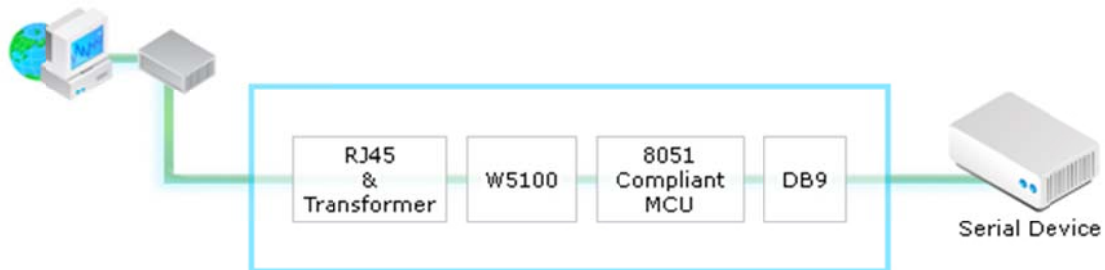 RJ45
&
Transformer
W5100
8051
Compliant
MCU
DB9
Serial Device